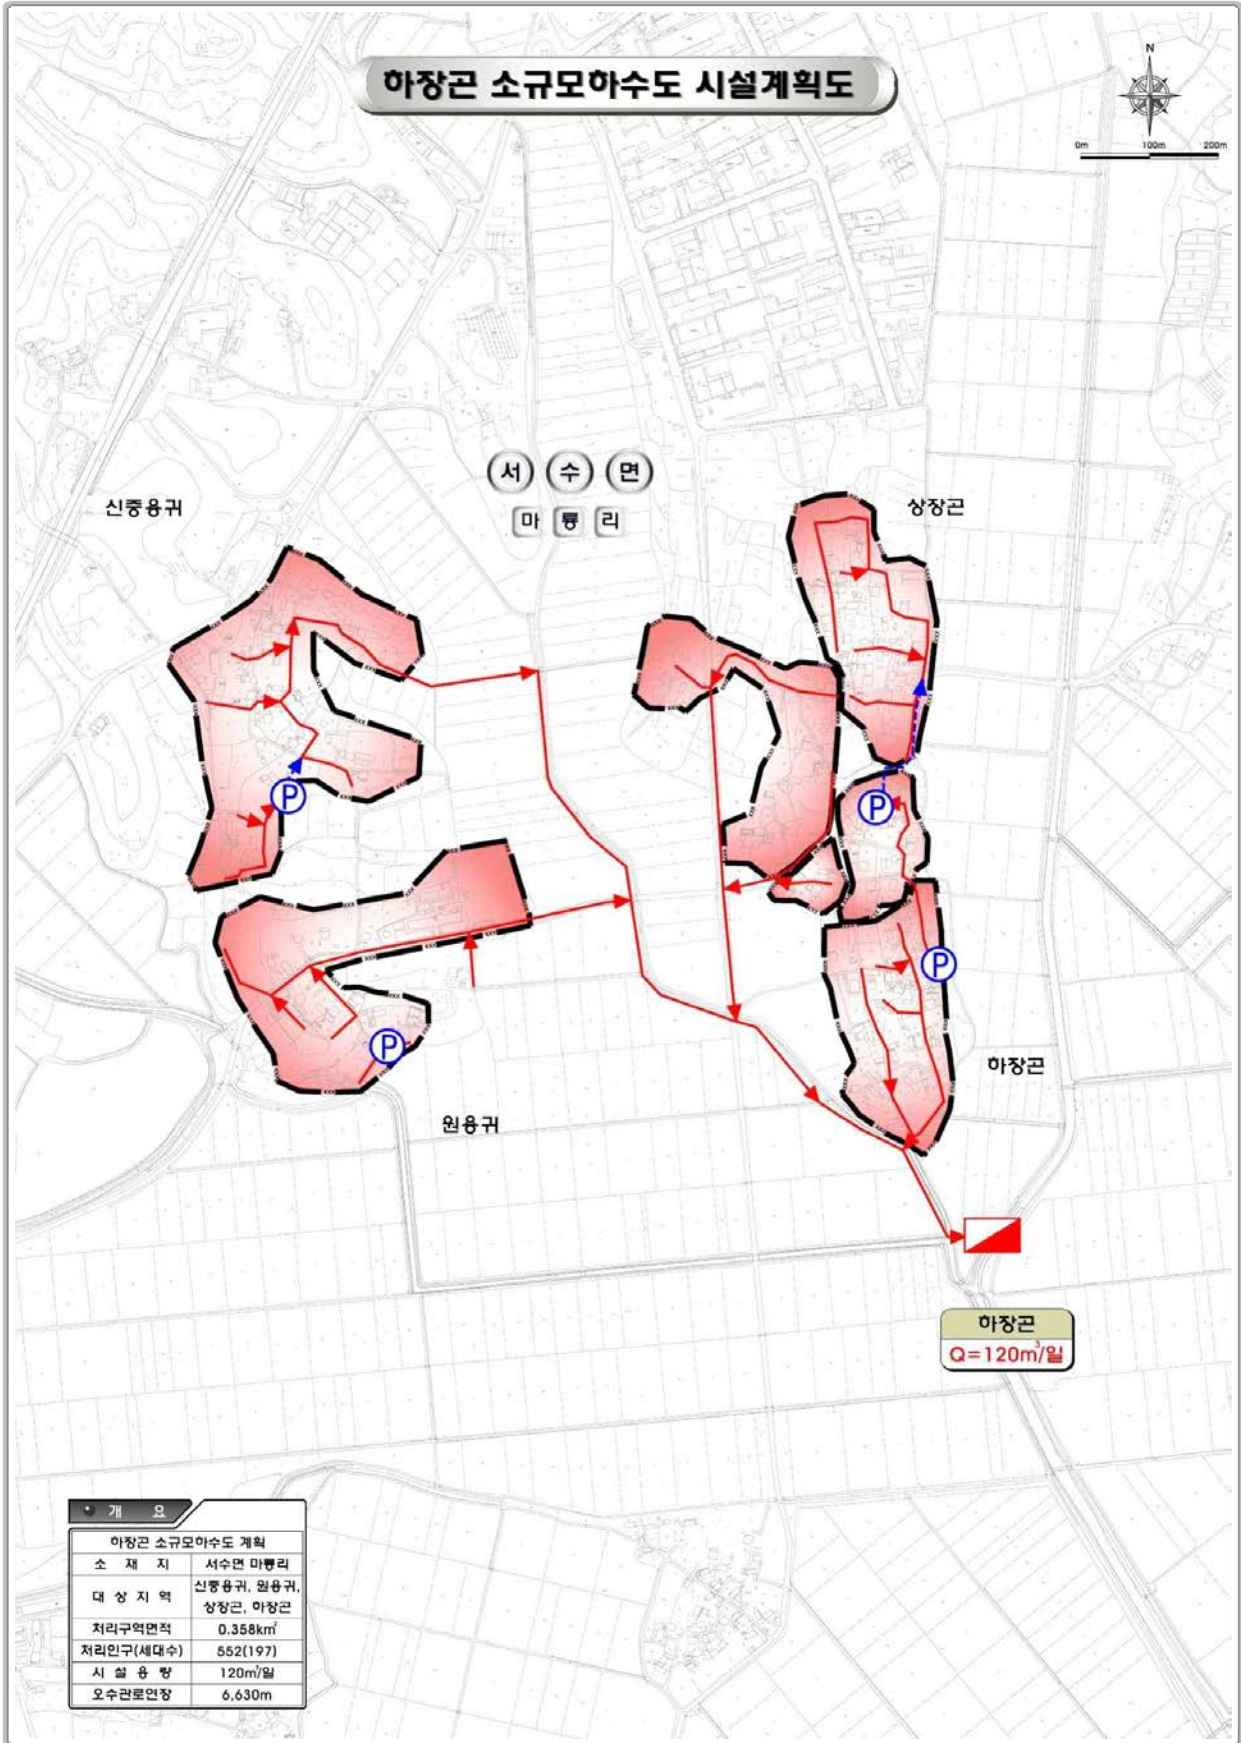 하장곤 소규모하수도 시설계획도
N
0m 100m 200m
서 수 면
마 룡 리
신중용귀
상장곤
P
P
P
하장곤
P
원용귀
하장곤
Q=120m³/일
개 요
하장곤 소규모하수도 계획
소 재 지 서수면 마룡리
대 상 지 역 신중용귀, 원용귀,
상장곤, 하장곤
처리구역면적 0.358km²
처리인구(세대수) 552(197)
시 설 용 량 120m³/일
오수관로연장 6,630m